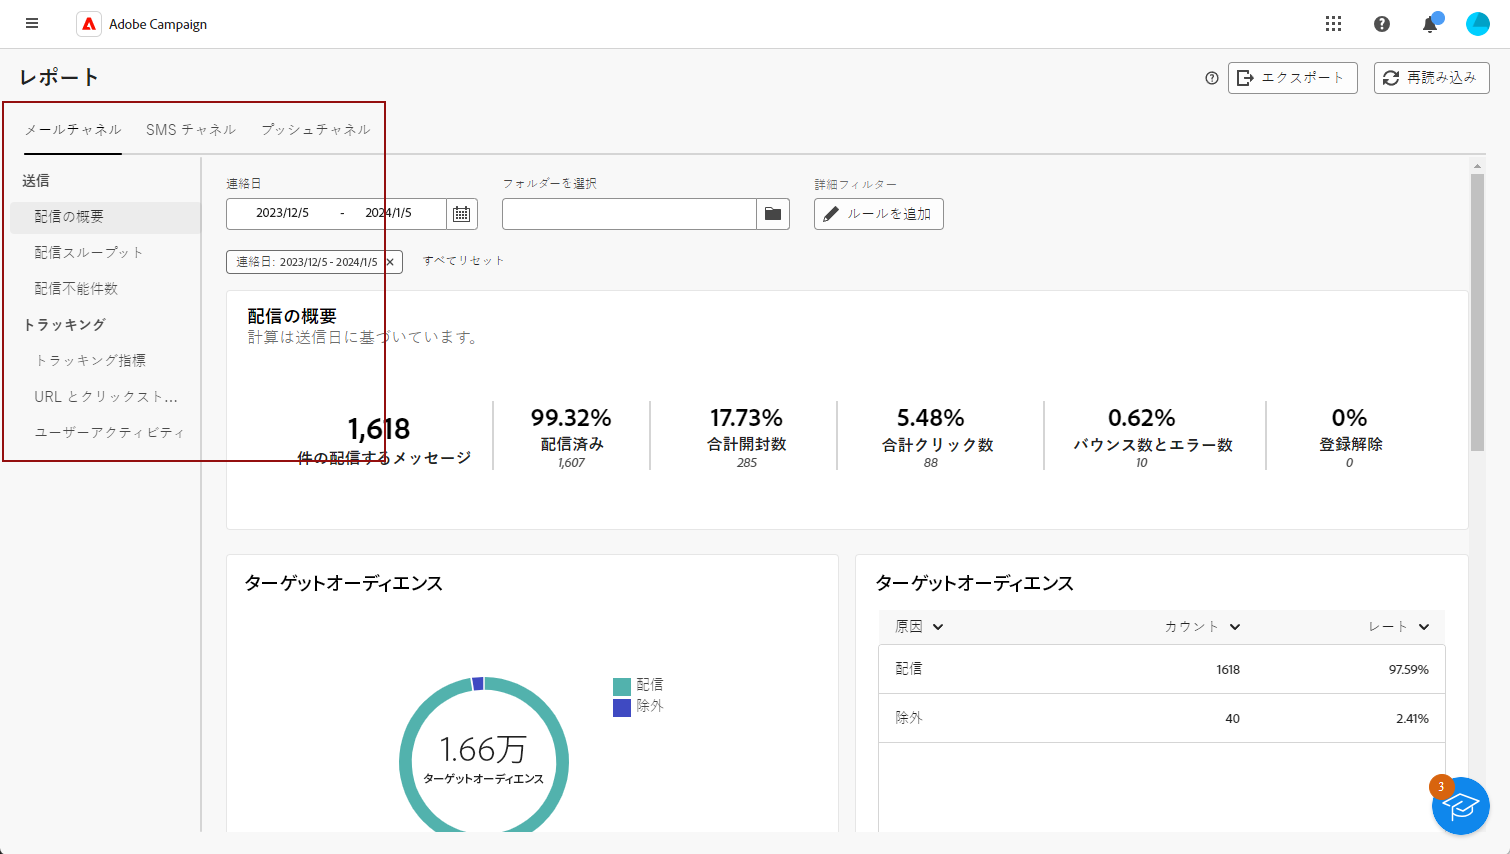 Adobe Campaign
レポート
エクスポート
再読み込み
メールチャネル SMS チャネル プッシュチャネル
送信
配信の概要
配信スループット
配信不能件数
トラッキング
トラッキング指標
URL とクリックスト...
ユーザーアクティビティ
連絡日
2023/12/5 - 2024/1/5
フォルダーを選択
詳細フィルター
ルールを追加
連絡日: 2023/12/5 - 2024/1/5 ×
すべてリセット
配信の概要
計算は送信日に基づいています。
1,618
件の配信するメッセージ
99.32%
配信済み
1,607
17.73%
合計開封数
285
5.48%
合計クリック数
88
0.62%
バウンス数とエラー数
10
0%
登録解除
0
ターゲットオーディエンス
配信
除外
1.66万
ターゲットオーディエンス
ターゲットオーディエンス
原因 カウント レート
配信 1618 97.59%
除外 40 2.41%
3